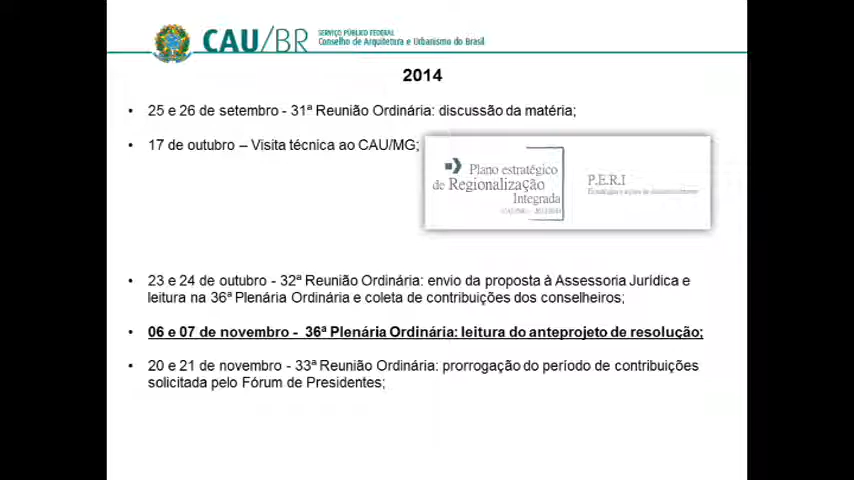 CAU/BR
SERVIÇO PÚBLICO FEDERAL
Conselho de Arquitetura e Urbanismo do Brasil
2014
• 25 e 26 de setembro - 31ª Reunião Ordinária: discussão da matéria;
• 17 de outubro – Visita técnica ao CAU/MG;
Plano estratégico
de Regionalização
Integrada
P.E.R.I
• 23 e 24 de outubro - 32ª Reunião Ordinária: envio da proposta à Assessoria Jurídica e
leitura na 36ª Plenária Ordinária e coleta de contribuições dos conselheiros;
• 06 e 07 de novembro - 36ª Plenária Ordinária: leitura do anteprojeto de resolução;
• 20 e 21 de novembro - 33ª Reunião Ordinária: prorrogação do período de contribuições
solicitada pelo Fórum de Presidentes;